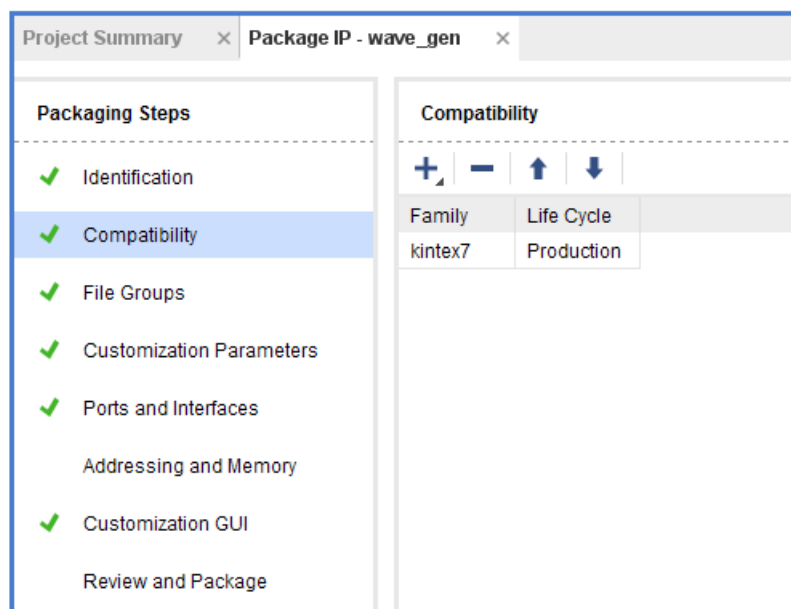 Project Summary × Package IP - wave_gen ×
Packaging Steps
Identification
Compatibility
File Groups
Customization Parameters
Ports and Interfaces
Addressing and Memory
Customization GUI
Review and Package
Compatibility
Family Life Cycle
kintex7 Production